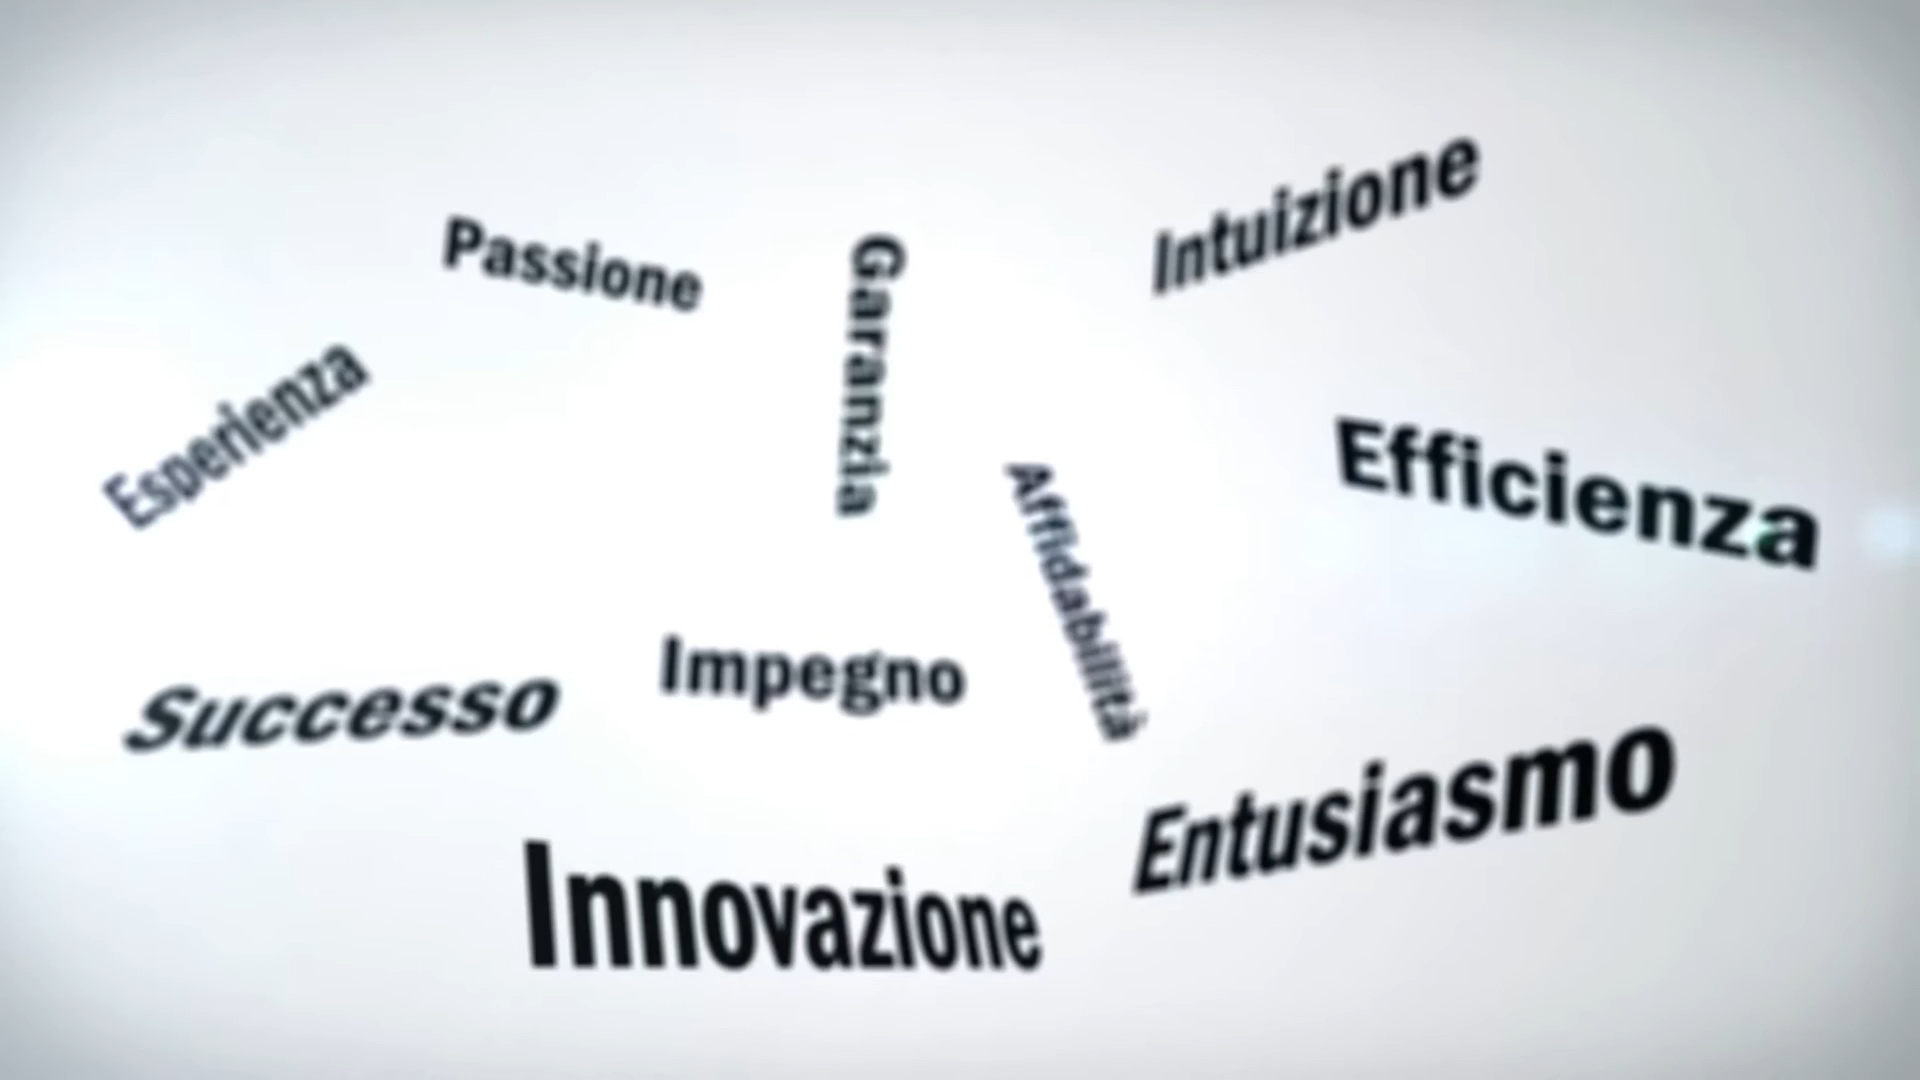 Intuizione
Passione
Garanzia
Esperienza
Efficienza
Affidabilità
Impegno
Successo
Entusiasmo
Innovazione